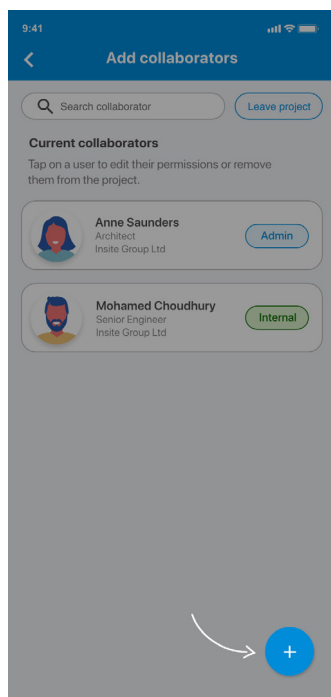 9:41
Add collaborators
Search collaborator
Leave project
Current collaborators
Tap on a user to edit their permissions or remove
them from the project.
Anne Saunders
Architect
Insite Group Ltd
Admin
Mohamed Choudhury
Senior Engineer
Insite Group Ltd
Internal
+